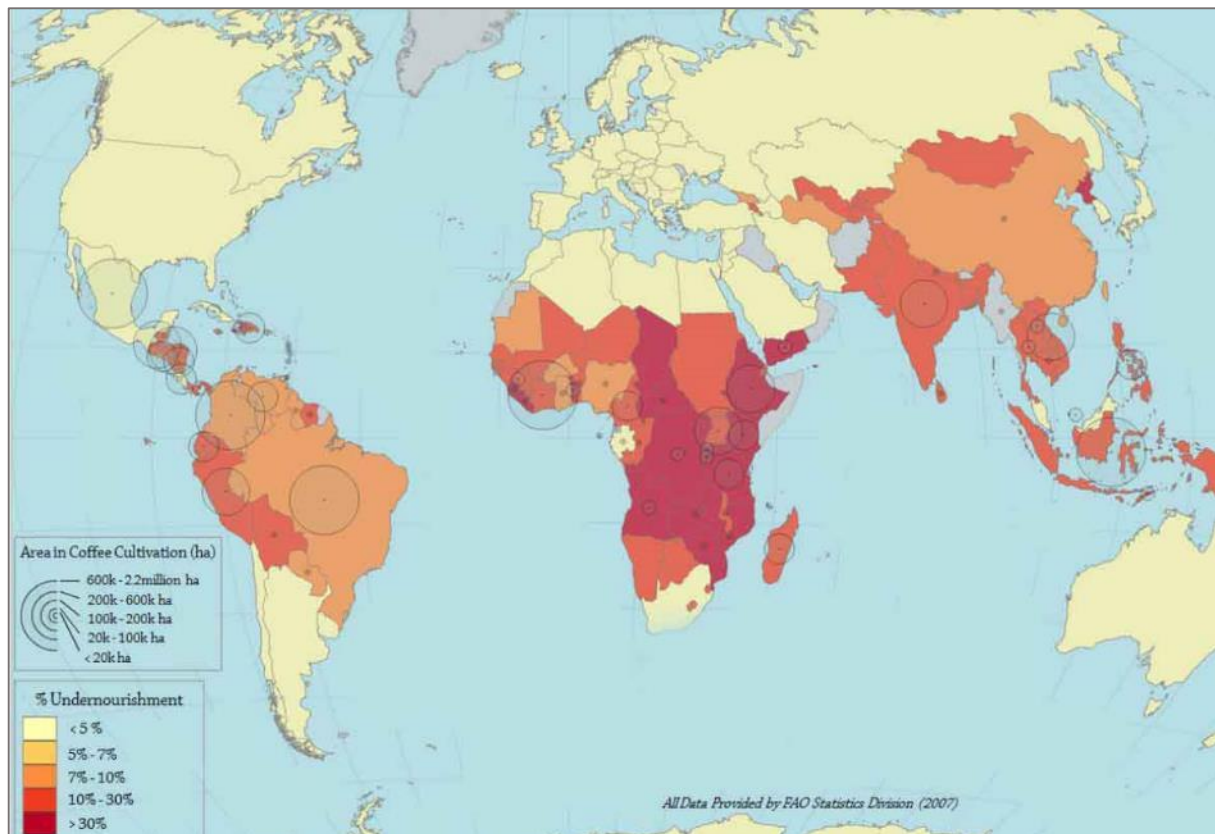 Area in Coffee Cultivation (ha)
600k - 2.2million ha
200k - 600k ha
100k - 200k ha
20k - 100k ha
< 20k ha
% Undernourishment
< 5 %
5% - 7%
7% - 10%
10% - 30%
> 30%
All Data Provided by FAO Statistics Division (2007)